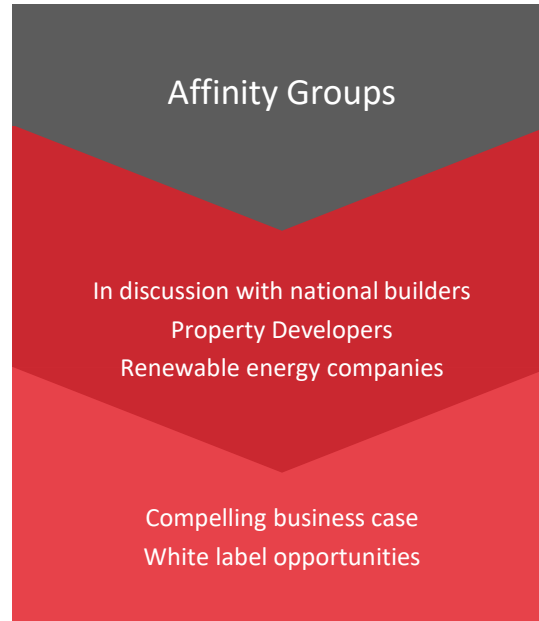 Affinity Groups
In discussion with national builders
Property Developers
Renewable energy companies
Compelling business case
White label opportunities